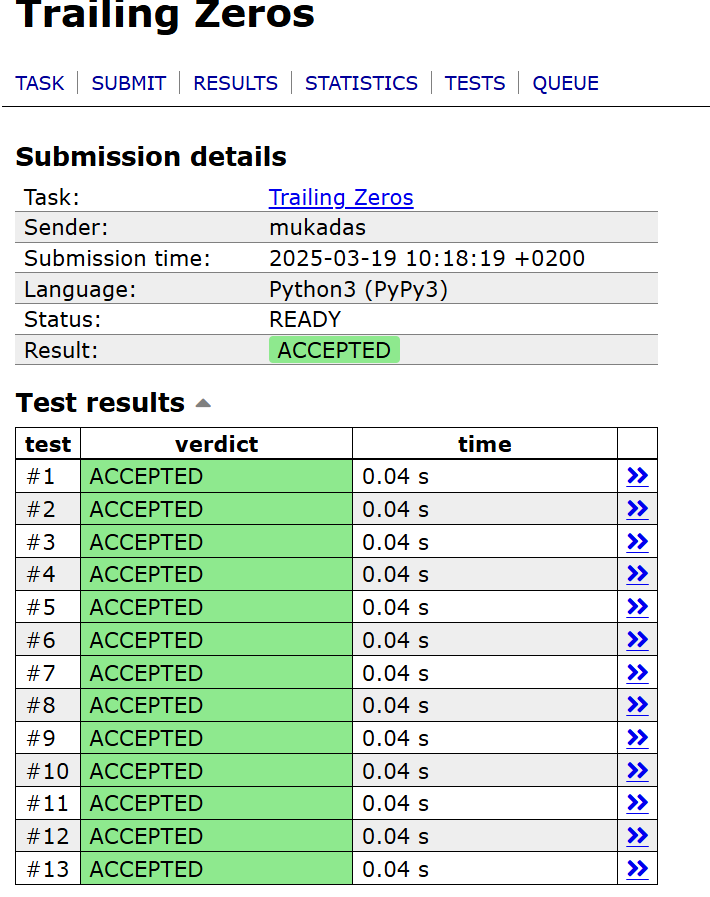 Trailing Zeros
TASK | SUBMIT | RESULTS | STATISTICS | TESTS | QUEUE
Submission details
Task: Trailing Zeros
Sender: mukadas
Submission time: 2025-03-19 10:18:19 +0200
Language: Python3 (PyPy3)
Status: READY
Result: ACCEPTED
Test results
test verdict time
#1 ACCEPTED 0.04 s »
#2 ACCEPTED 0.04 s »
#3 ACCEPTED 0.04 s »
#4 ACCEPTED 0.04 s »
#5 ACCEPTED 0.04 s »
#6 ACCEPTED 0.04 s »
#7 ACCEPTED 0.04 s »
#8 ACCEPTED 0.04 s »
#9 ACCEPTED 0.04 s »
#10 ACCEPTED 0.04 s »
#11 ACCEPTED 0.04 s »
#12 ACCEPTED 0.04 s »
#13 ACCEPTED 0.04 s »